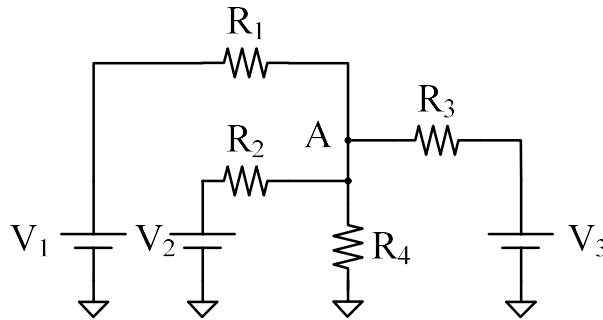 R₁
R₃
A
R₂
V₁
V₂
R₄
V₃